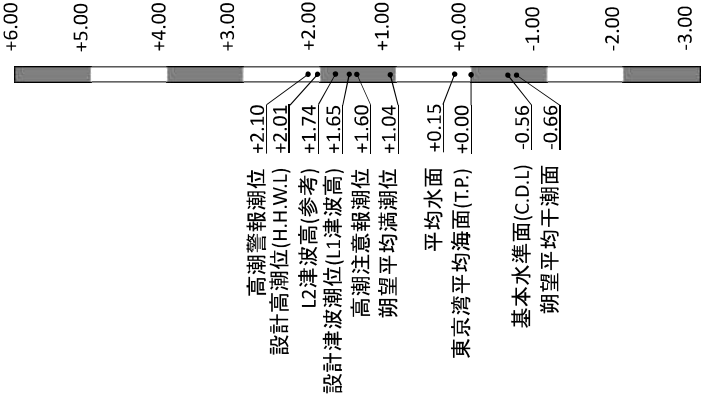 +6.00
+5.00
+4.00
+3.00
+2.00
+1.00
+0.00
-1.00
-2.00
-3.00
高潮警報潮位 +2.10
設計高潮位(H.H.W.L) +2.01
L2津波高(参考) +1.74
設計津波潮位(L1津波高) +1.65
高潮注意報潮位 +1.60
朔望平均満潮位 +1.04
平均水面 +0.15
東京湾平均海面(T.P.) +0.00
基本水準面(C.D.L) -0.56
朔望平均干潮面 -0.66